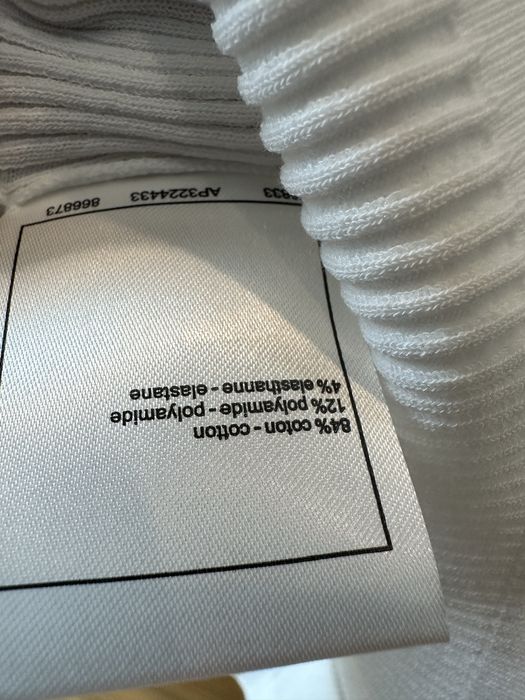 84% coton - cotton
12% polyamide - polyamide
4% elasthanne - elastane
AP3224433 866873